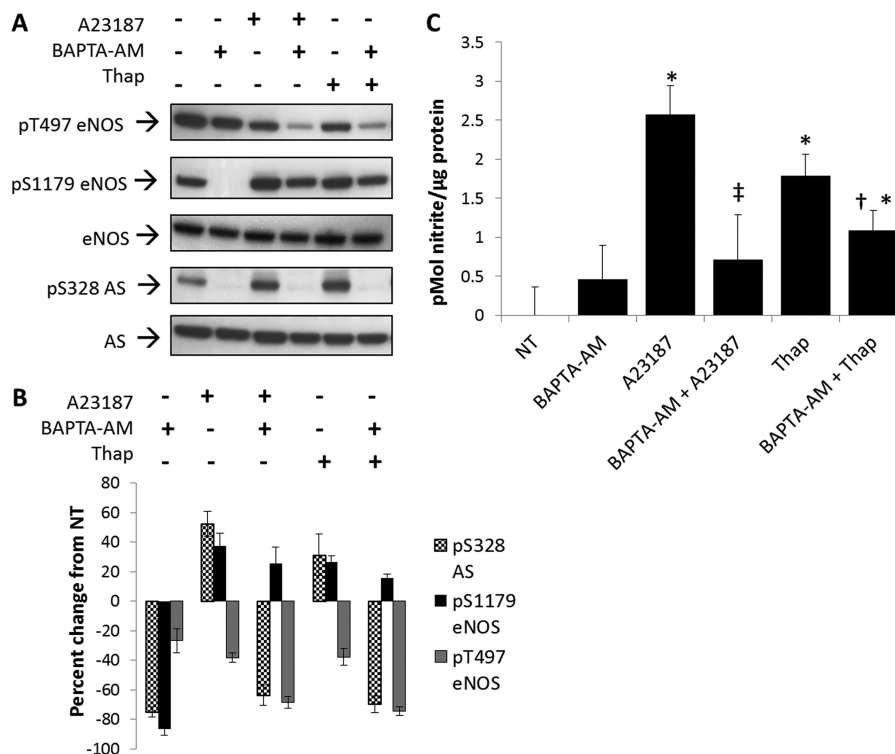 A
A23187 - - + + - -
BAPTA-AM - + - + - +
Thap - - - - + +
pT497 eNOS →
pS1179 eNOS →
eNOS →
pS328 AS →
AS →
B
A23187 - + + - -
BAPTA-AM + - + - +
Thap - - - + +
Percent change from NT
80
60
40
20
0
-20
-40
-60
-80
-100
pS328
AS
pS1179
eNOS
pT497
eNOS
C
pMol nitrite/µg protein
3.5
3
2.5
2
1.5
1
0.5
0
*
‡
*
† *
NT
BAPTA-AM
A23187
BAPTA-AM + A23187
Thap
BAPTA-AM + Thap